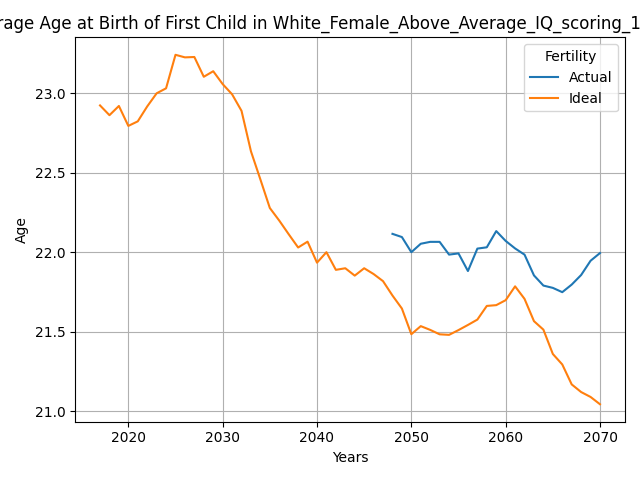 rage Age at Birth of First Child in White_Female_Above_Average_IQ_scoring_1
Fertility
Actual
Ideal
23.0
22.5
22.0
21.5
21.0
Age
2020 2030 2040 2050 2060 2070
Years